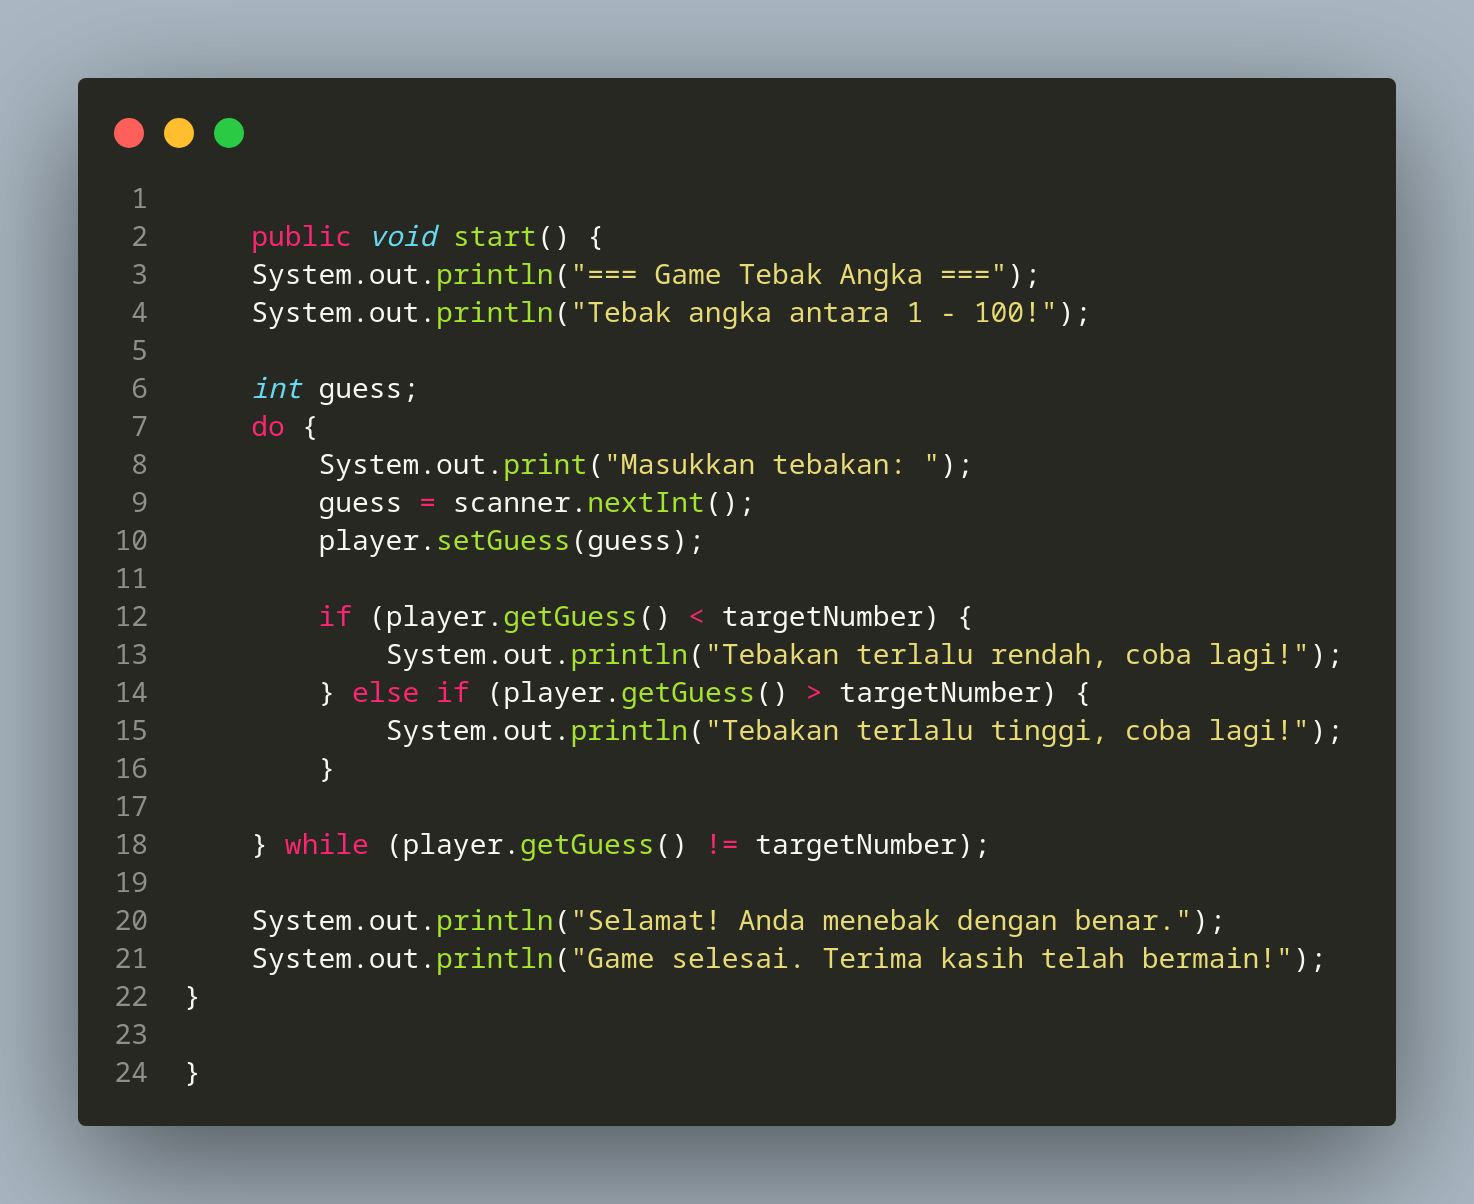 1
2     public void start() {
3     System.out.println("=== Game Tebak Angka ===");
4     System.out.println("Tebak angka antara 1 - 100!");
5
6     int guess;
7     do {
8         System.out.print("Masukkan tebakan: ");
9         guess = scanner.nextInt();
10         player.setGuess(guess);
11
12         if (player.getGuess() < targetNumber) {
13             System.out.println("Tebakan terlalu rendah, coba lagi!");
14         } else if (player.getGuess() > targetNumber) {
15             System.out.println("Tebakan terlalu tinggi, coba lagi!");
16         }
17
18     } while (player.getGuess() != targetNumber);
19
20     System.out.println("Selamat! Anda menebak dengan benar.");
21     System.out.println("Game selesai. Terima kasih telah bermain!");
22 }
23
24 }